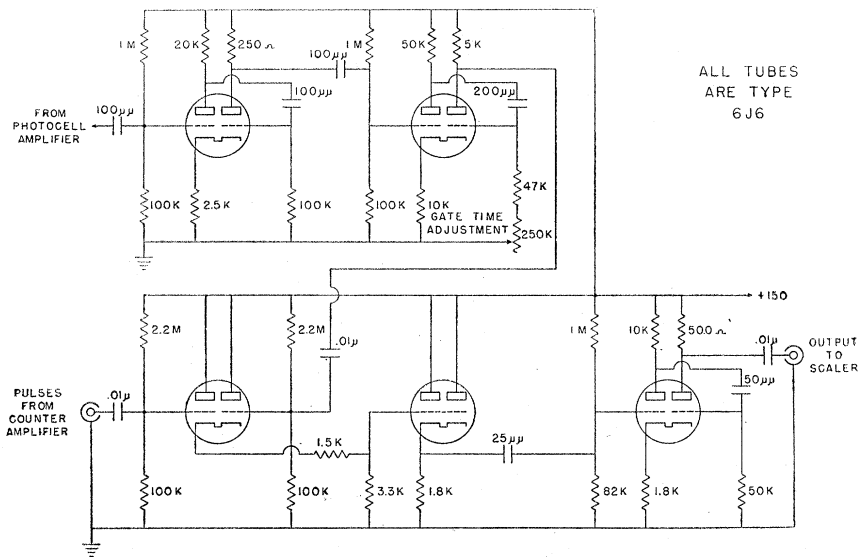 1M
20K
250Ω
100μμ
1M
50K
5K
ALL TUBES
ARE TYPE
6J6
100μμ
200μμ
FROM
PHOTOCELL
AMPLIFIER
100μμ
100K
2.5K
100K
100K
10K
47K
GATE TIME
ADJUSTMENT
250K
+150
2.2M
2.2M
.01μ
1M
10K
500Ω
.01μ
OUTPUT
TO
SCALER
PULSES
FROM
COUNTER
AMPLIFIER
.01μ
50μμ
1.5K
25μμ
100K
100K
3.3K
1.8K
82K
1.8K
50K